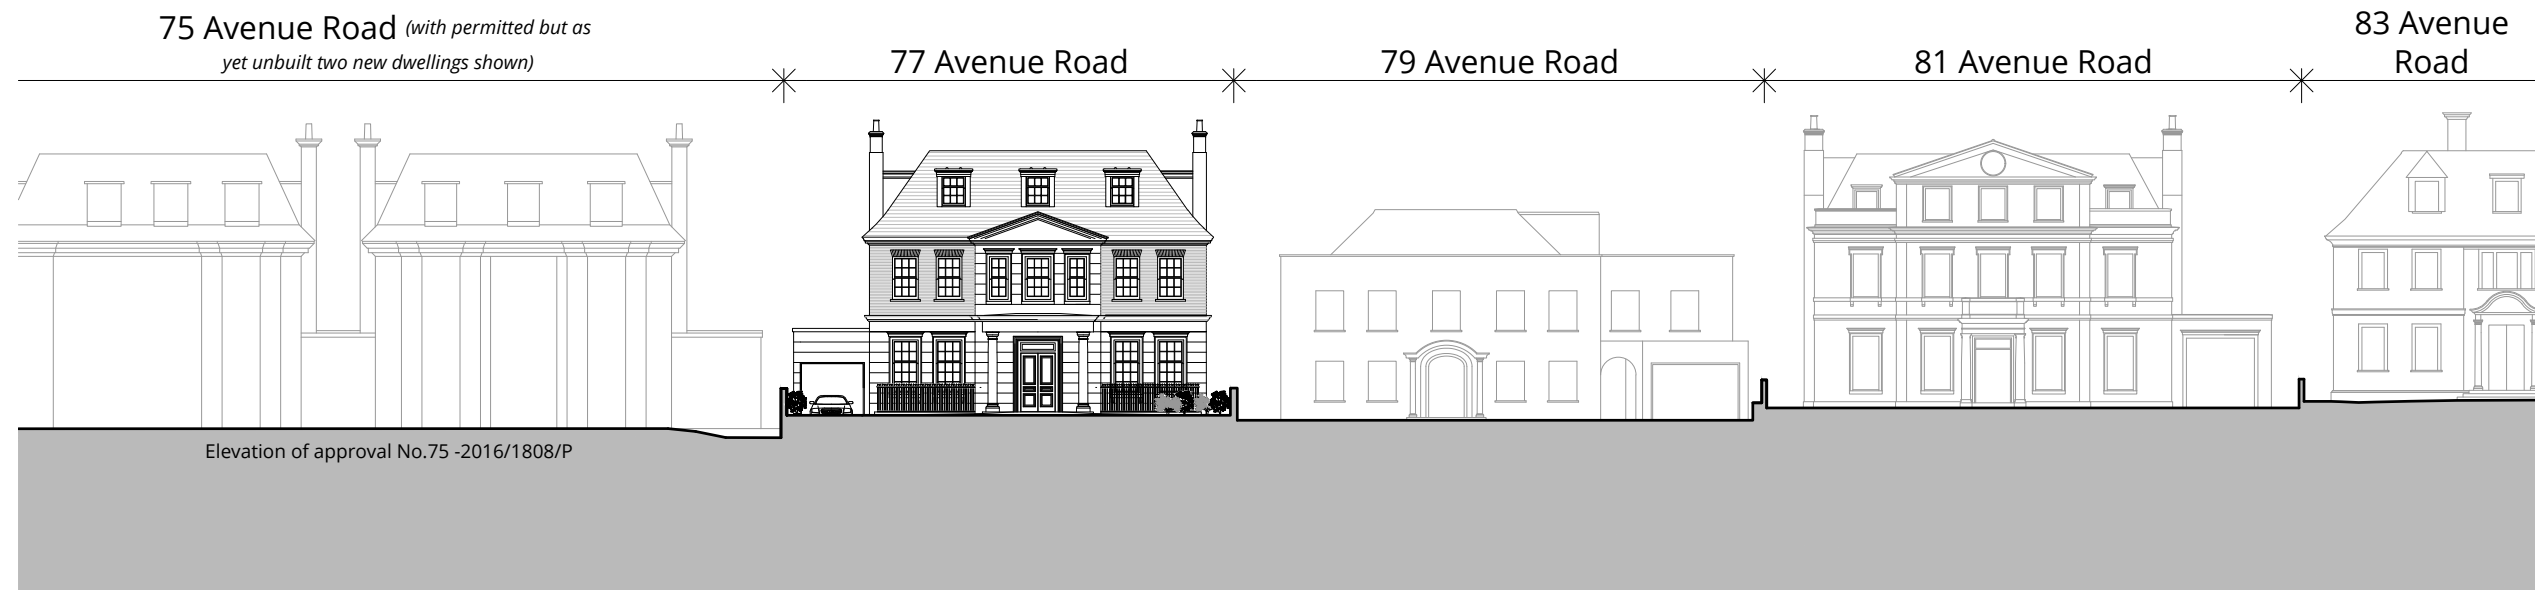 75 Avenue Road (with permitted but as
yet unbuilt two new dwellings shown)
77 Avenue Road
79 Avenue Road
81 Avenue Road
83 Avenue
Road
Elevation of approval No.75 -2016/1808/P